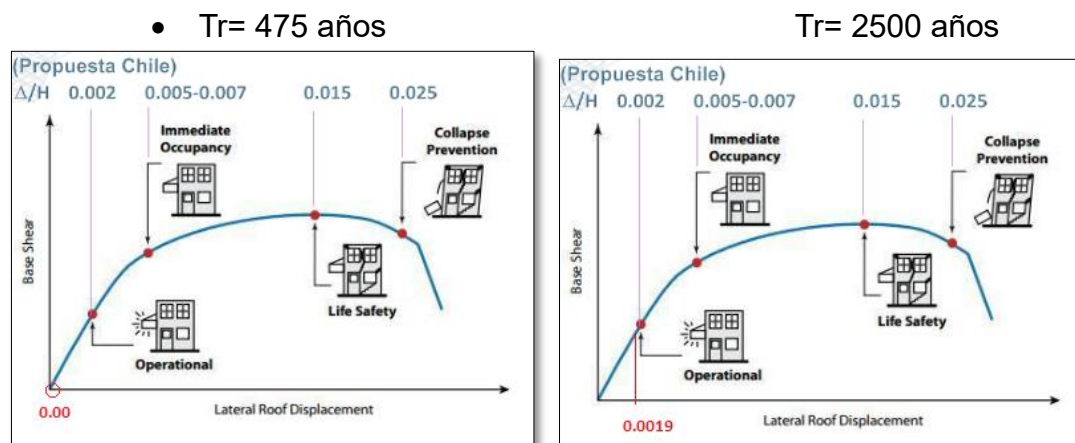 • Tr= 475 años
Tr= 2500 años
(Propuesta Chile)
Δ/H 0.002 0.005-0.007 0.015 0.025
Immediate
Occupancy
Collapse
Prevention
Base Shear
Life Safety
Operational
0.00
Lateral Roof Displacement
(Propuesta Chile)
Δ/H 0.002 0.005-0.007 0.015 0.025
Immediate
Occupancy
Collapse
Prevention
Base Shear
Life Safety
Operational
0.0019
Lateral Roof Displacement